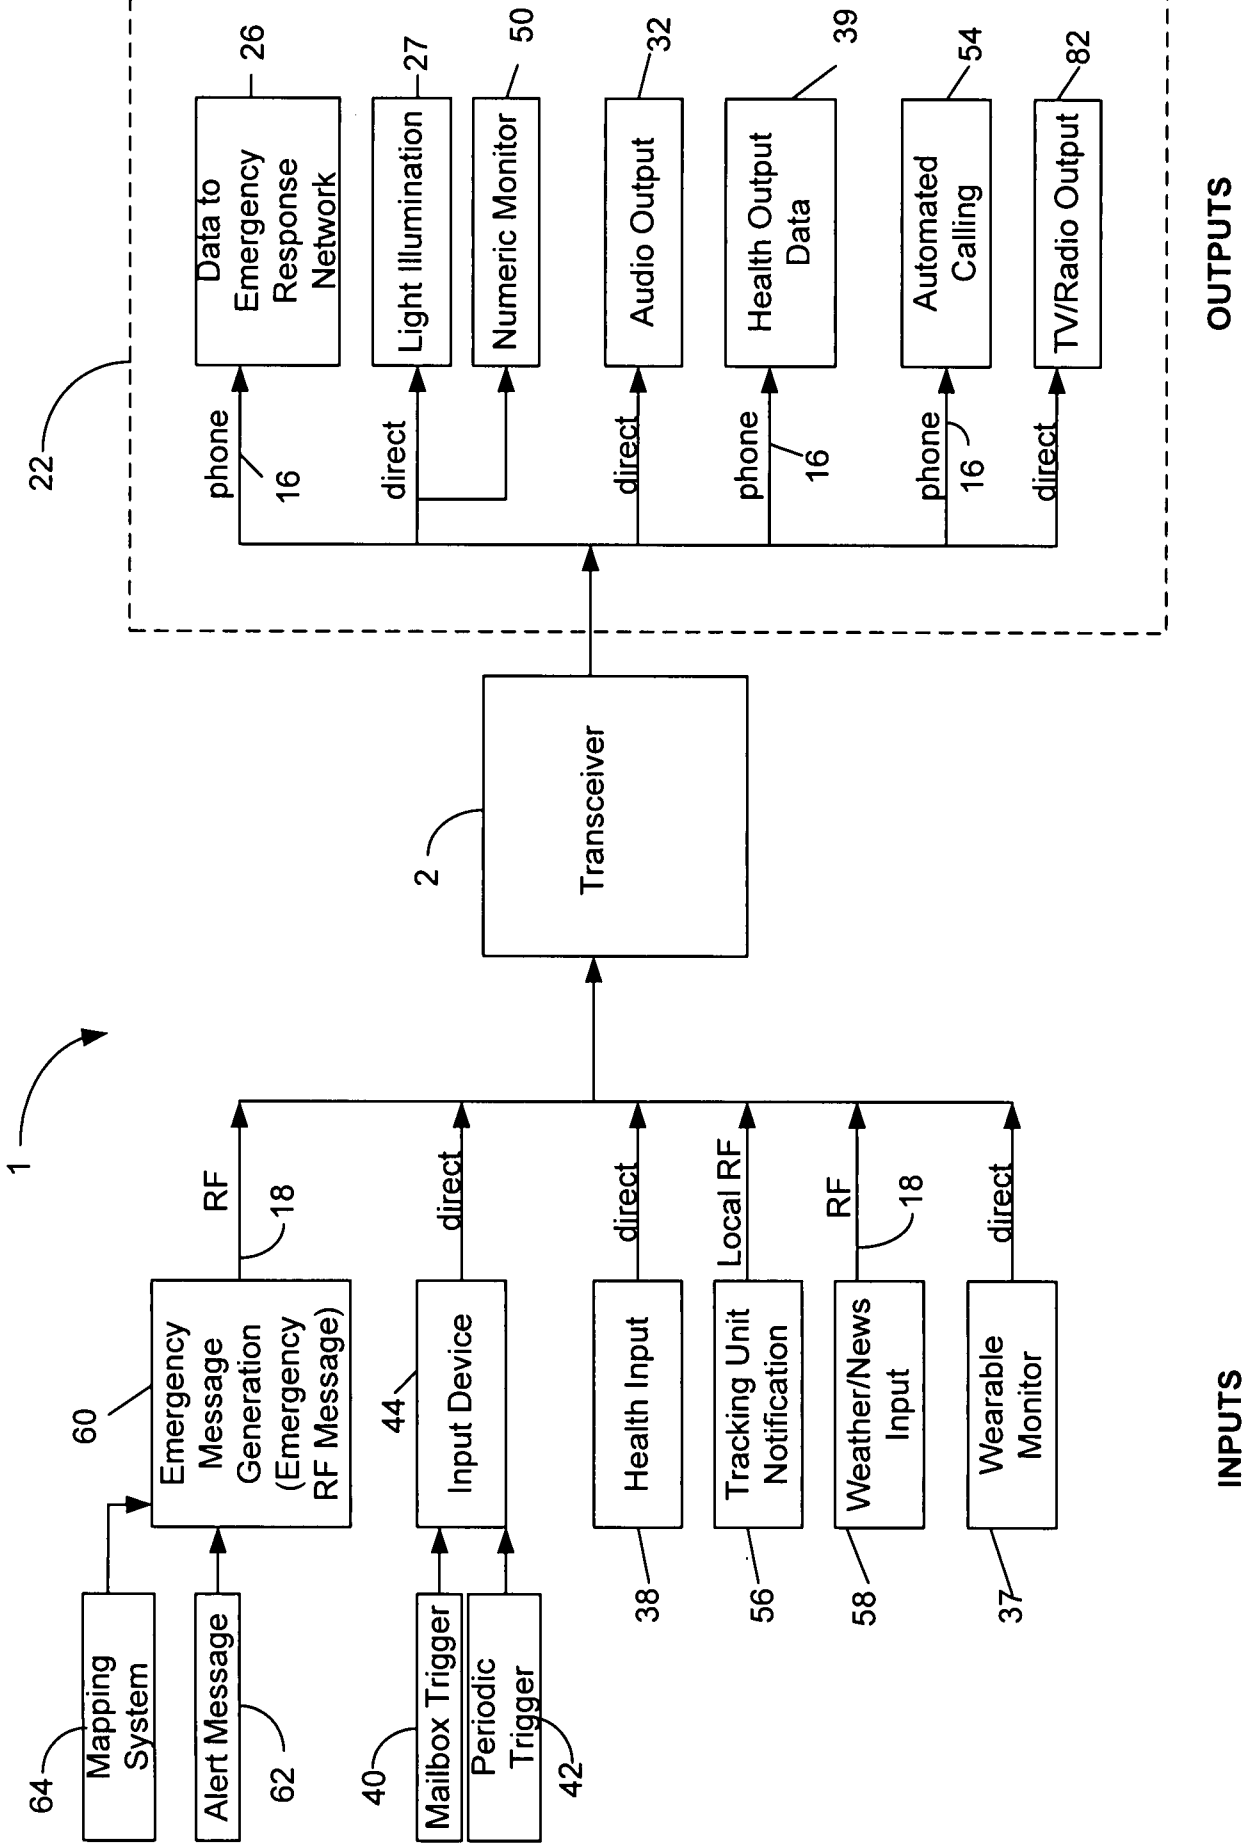 1
64
Mapping
System
62
Alert Message
60
Emergency
Message
Generation
(Emergency
RF Message)
RF
18
40
Mailbox Trigger
42
Periodic
Trigger
44
Input Device
direct
38
Health Input
direct
56
Tracking Unit
Notification
Local RF
58
Weather/News
Input
RF
18
37
Wearable
Monitor
direct
INPUTS
2
Transceiver
22
phone
16
Data to
Emergency
Response
Network
26
direct
Light Illumination
27
Numeric Monitor
50
direct
Audio Output
32
phone
16
Health Output
Data
39
phone
16
Automated
Calling
54
direct
TV/Radio Output
82
OUTPUTS